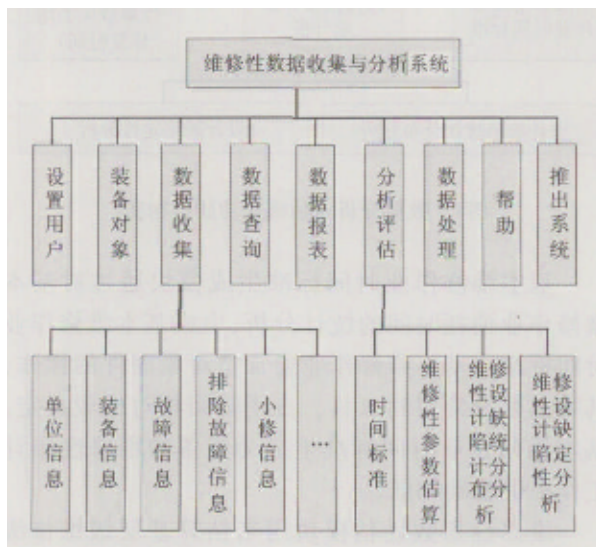 维修性数据收集与分析系统
设置用户
装备对象
数据收集
数据查询
数据报表
分析评估
数据处理
帮助
推出系统
单位信息
装备信息
故障信息
排除故障信息
小修信息
…
时间标准
维修性参数估算
维修性设计缺陷统计分布分析
维修性设计缺陷定性分析